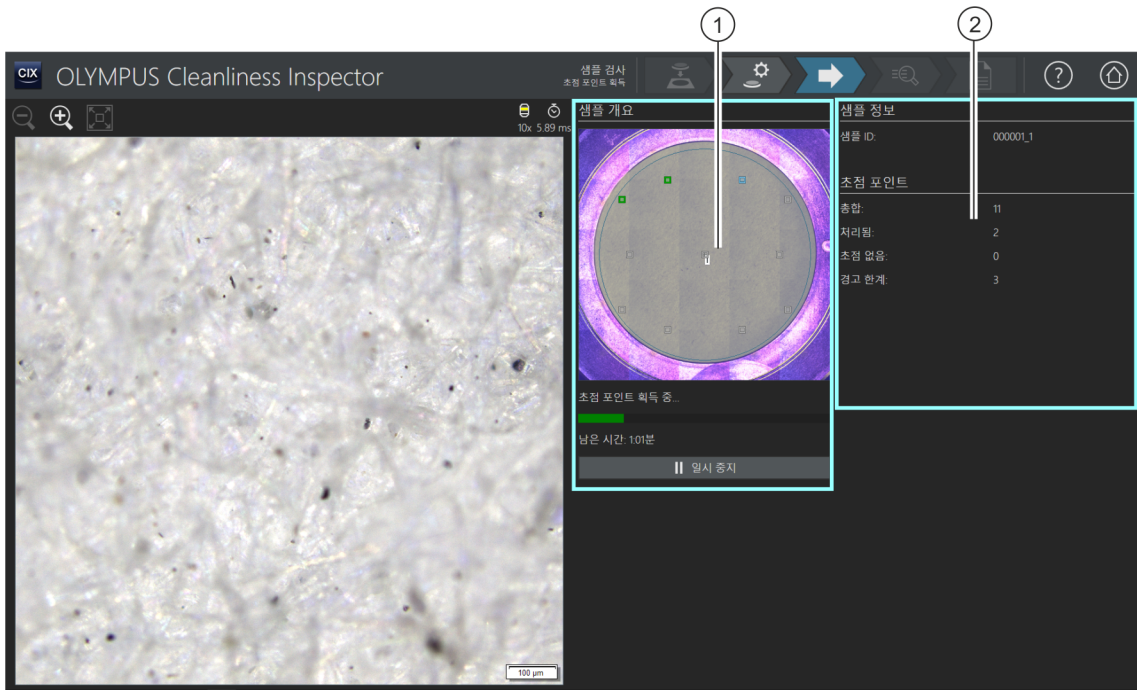 1
2
CIX
OLYMPUS Cleanliness Inspector
샘플 검사
초점 포인트 획득
?
10x 5.89 ms
샘플 개요
1
초점 포인트 획득 중...
남은 시간: 1:01분
일시 중지
샘플 정보
샘플 ID: 000001_1
초점 포인트
총합: 11
처리됨: 2
초점 없음: 0
경고 한계: 3
100 µm